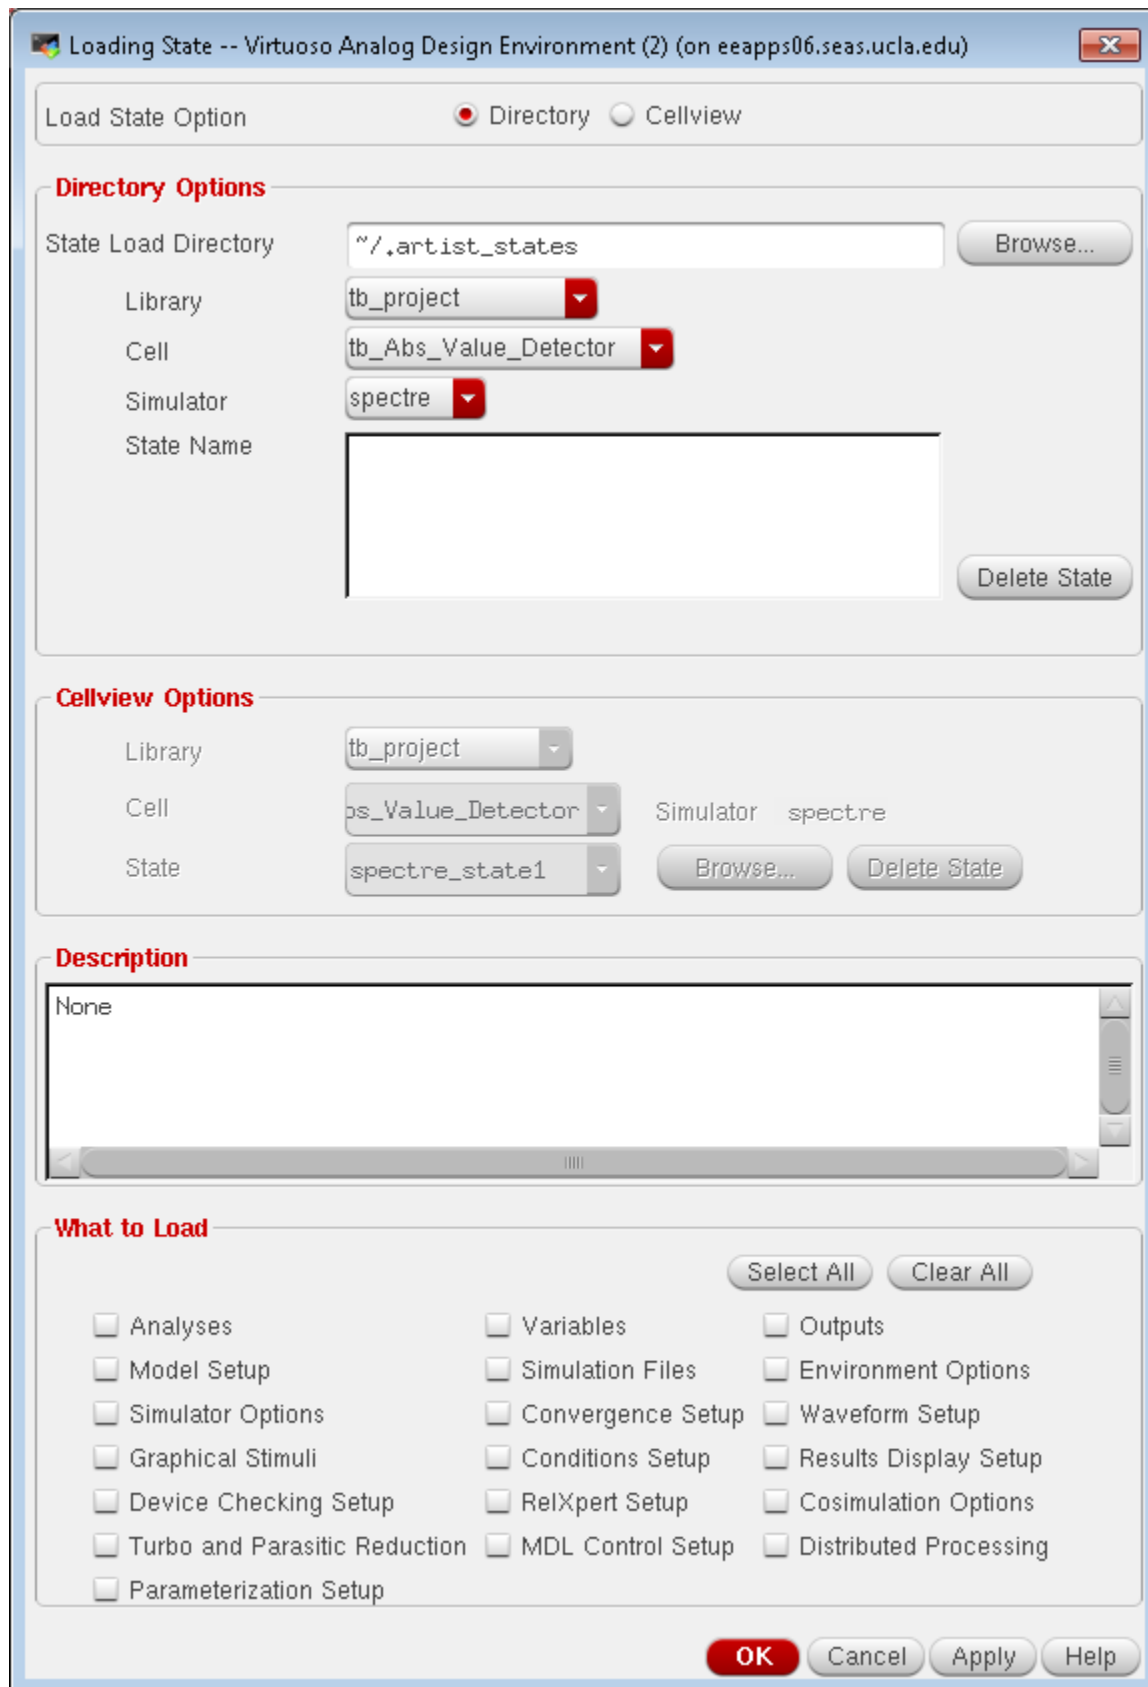 Loading State -- Virtuoso Analog Design Environment (2) (on eeapps06.seas.ucla.edu)
Load State Option Directory Cellview
Directory Options
State Load Directory ~/.artist_states Browse...
Library tb_project
Cell tb_Abs_Value_Detector
Simulator spectre
State Name
Delete State
Cellview Options
Library tb_project
Cell os_Value_Detector Simulator spectre
State spectre_state1 Browse... Delete State
Description
None
What to Load
Select All Clear All
Analyses Variables Outputs
Model Setup Simulation Files Environment Options
Simulator Options Convergence Setup Waveform Setup
Graphical Stimuli Conditions Setup Results Display Setup
Device Checking Setup RelXpert Setup Cosimulation Options
Turbo and Parasitic Reduction MDL Control Setup Distributed Processing
Parameterization Setup
OK Cancel Apply Help